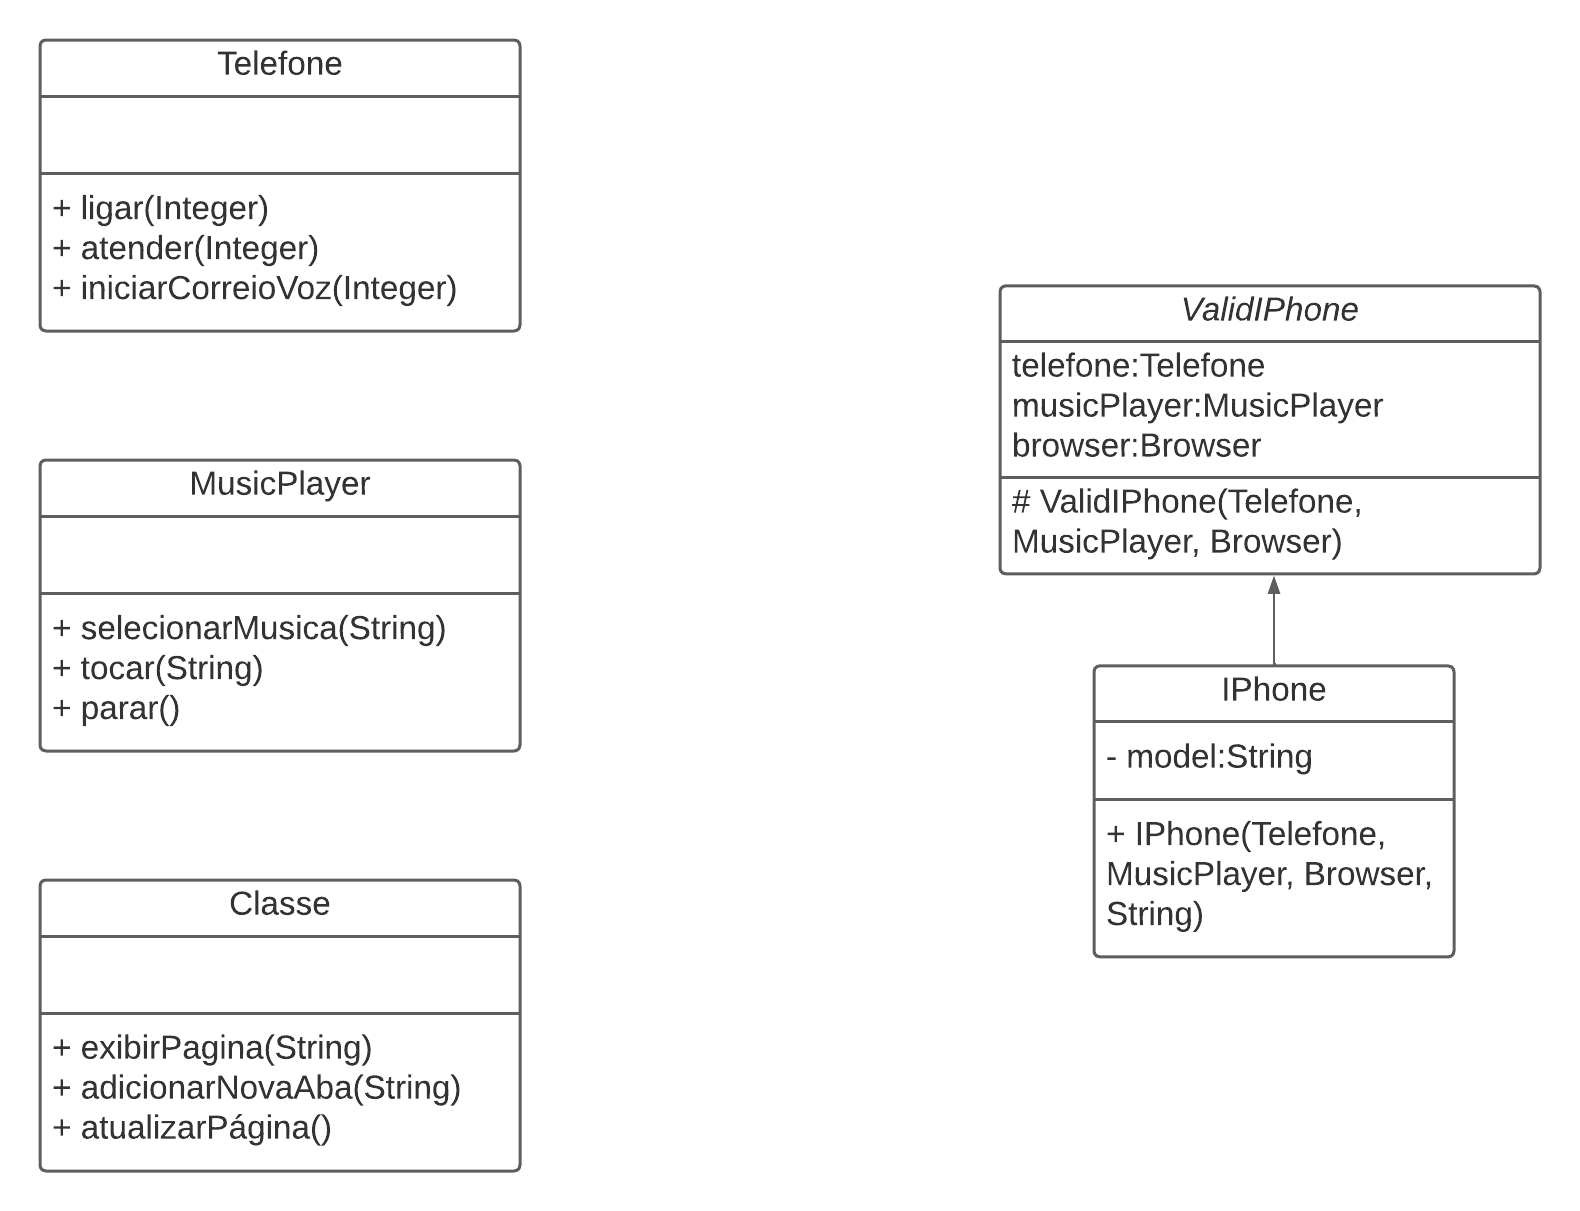 Telefone
+ ligar(Integer)
+ atender(Integer)
+ iniciarCorreioVoz(Integer)
MusicPlayer
+ selecionarMusica(String)
+ tocar(String)
+ parar()
Classe
+ exibirPagina(String)
+ adicionarNovaAba(String)
+ atualizarPágina()
ValidIPhone
telefone:Telefone
musicPlayer:MusicPlayer
browser:Browser
# ValidIPhone(Telefone,
MusicPlayer, Browser)
IPhone
- model:String
+ IPhone(Telefone,
MusicPlayer, Browser,
String)